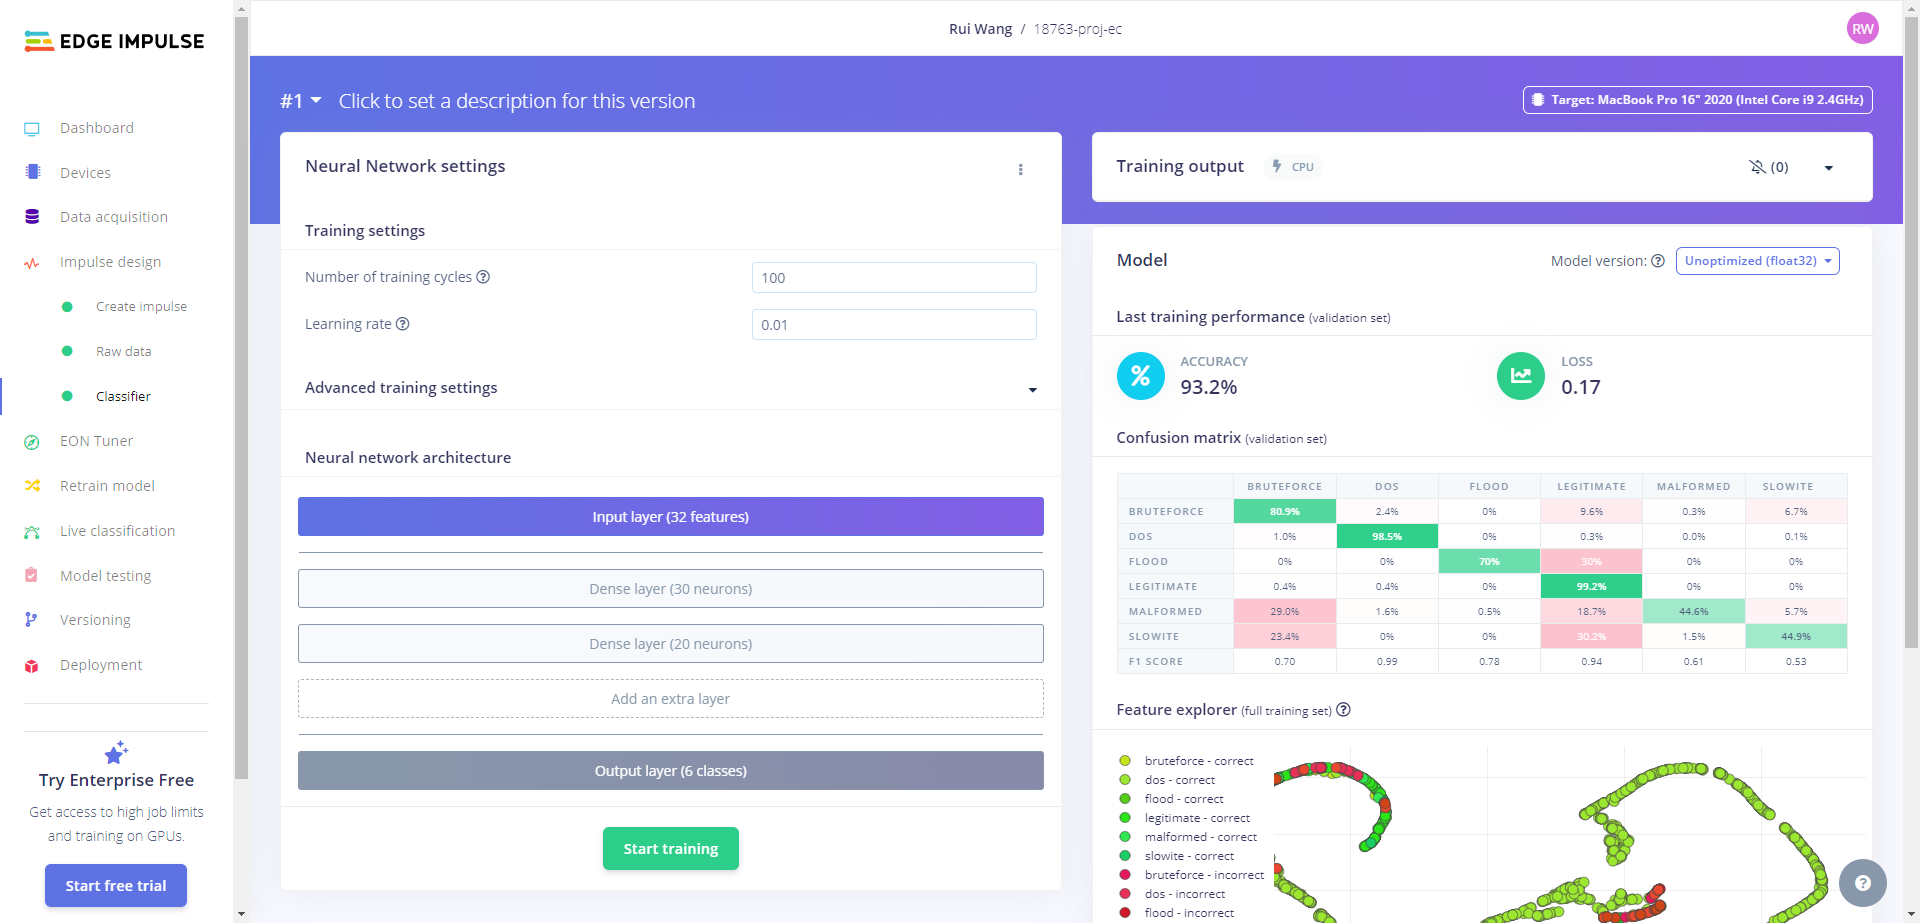 EDGE IMPULSE
Dashboard
Devices
Data acquisition
Impulse design
Create impulse
Raw data
Classifier
EON Tuner
Retrain model
Live classification
Model testing
Versioning
Deployment
Try Enterprise Free
Get access to high job limits
and training on GPUs.
Start free trial
Rui Wang / 18763-proj-ec
RW
#1 Click to set a description for this version
Target: MacBook Pro 16" 2020 (Intel Core i9 2.4GHz)
Neural Network settings
Training settings
Number of training cycles ? 100
Learning rate ? 0.01
Advanced training settings
Neural network architecture
Input layer (32 features)
Dense layer (30 neurons)
Dense layer (20 neurons)
Add an extra layer
Output layer (6 classes)
Start training
Training output CPU (0)
Model
Model version: ? Unoptimized (float32)
Last training performance (validation set)
% ACCURACY
93.2%
LOSS
0.17
Confusion matrix (validation set)
BRUTEFORCE DOS FLOOD LEGITIMATE MALFORMED SLOWITE
BRUTEFORCE 80.9% 2.4% 0% 9.6% 0.3% 6.7%
DOS 1.0% 98.5% 0% 0.3% 0.0% 0.1%
FLOOD 0% 0% 70% 30% 0% 0%
LEGITIMATE 0.4% 0.4% 0% 99.2% 0% 0%
MALFORMED 29.0% 1.6% 0.5% 18.7% 44.6% 5.7%
SLOWITE 23.4% 0% 0% 30.2% 1.5% 44.9%
F1 SCORE 0.70 0.99 0.78 0.94 0.61 0.53
Feature explorer (full training set) ?
bruteforce - correct
dos - correct
flood - correct
legitimate - correct
malformed - correct
slowite - correct
bruteforce - incorrect
dos - incorrect
flood - incorrect
?